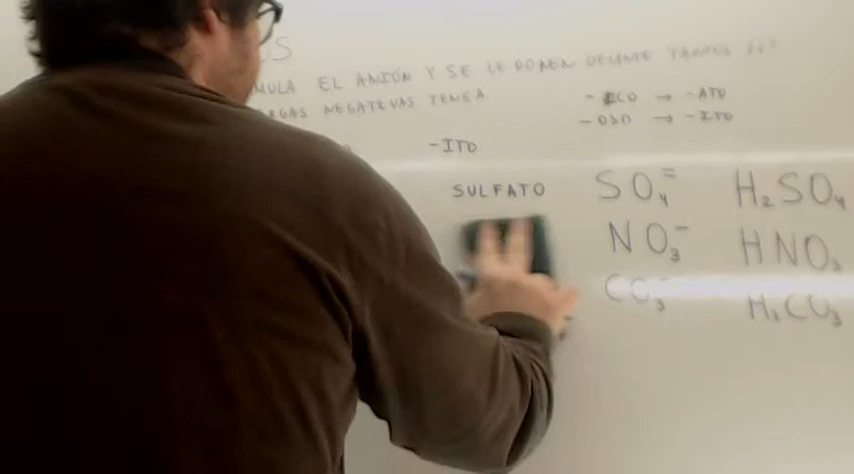 MULA EL ANIÓN Y SE LE PONEN DELANTE TANTOS
GAS NEGATIVAS TENGA
- ICO → - ATO
- OSO → - ITO
- ITO
SULFATO SO₄⁼ H₂SO₄
NO₃⁻ HNO₃
CO₃ H₂CO₃